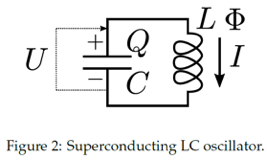 L Φ
+ Q
U
I
− C
Figure 2: Superconducting LC oscillator.